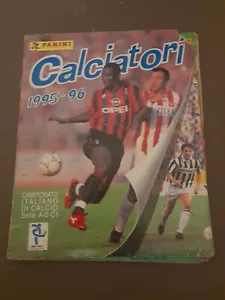 PANINI
Calciatori
1995-96
OPEL
CAMPIONATO
ITALIANO
DI CALCIO
Serie A-B-C1